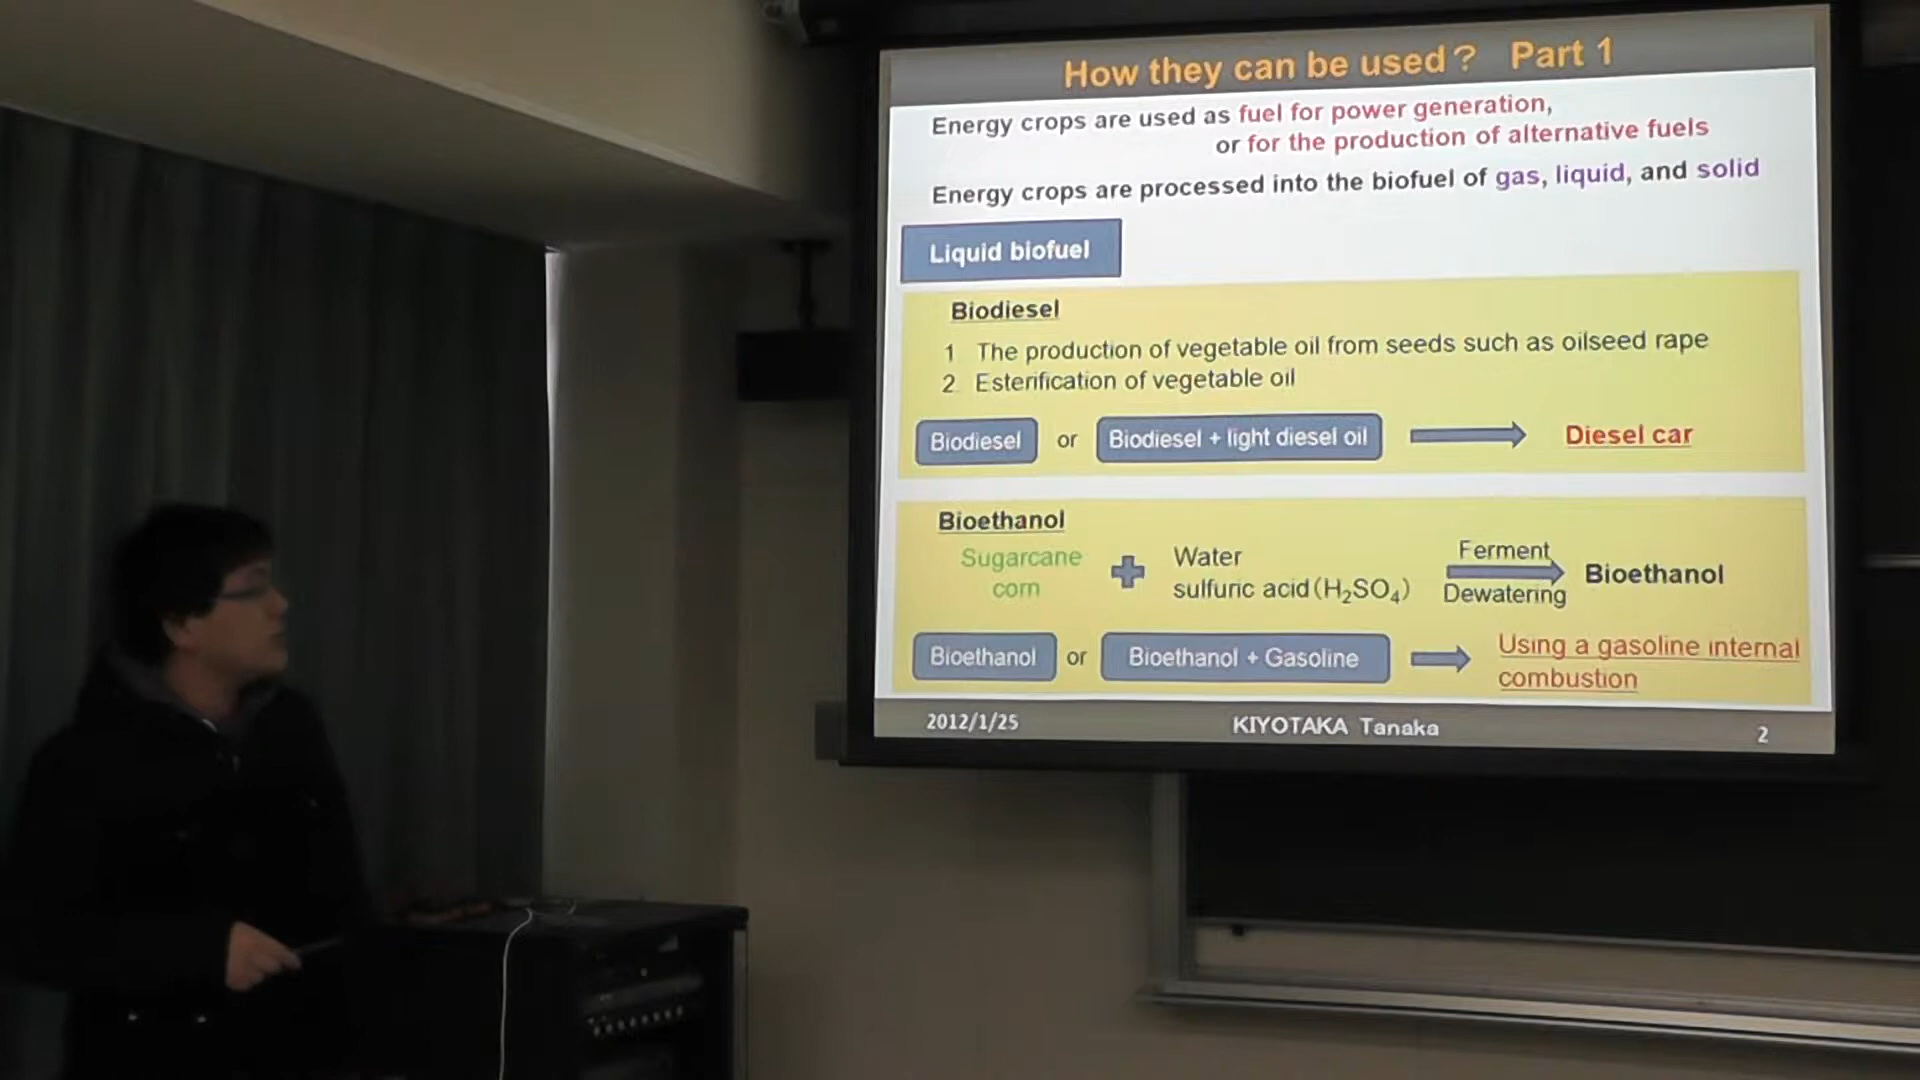 How they can be used？ Part 1
Energy crops are used as fuel for power generation,
or for the production of alternative fuels
Energy crops are processed into the biofuel of gas, liquid, and solid
Liquid biofuel
Biodiesel
1 The production of vegetable oil from seeds such as oilseed rape
2 Esterification of vegetable oil
Biodiesel or Biodiesel + light diesel oil Diesel car
Bioethanol
Sugarcane
corn
Water
sulfuric acid（H₂SO₄）
Ferment
Dewatering
Bioethanol
Bioethanol or Bioethanol + Gasoline Using a gasoline internal
combustion
2012/1/25 KIYOTAKA Tanaka 2